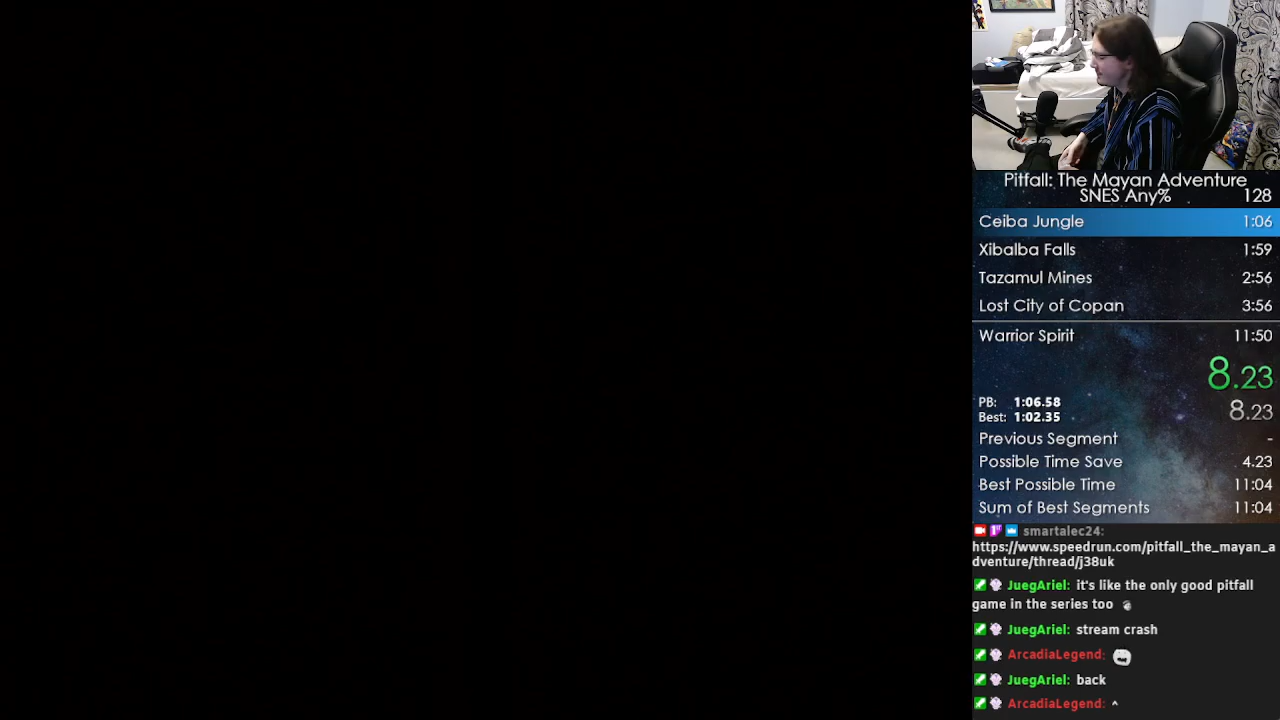 Pitfall: The Mayan Adventure
SNES Any% 128
Ceiba Jungle 1:06
Xibalba Falls 1:59
Tazamul Mines 2:56
Lost City of Copan 3:56
Warrior Spirit 11:50
8.23
PB: 1:06.58
8.23
Best: 1:02.35
Previous Segment -
Possible Time Save 4.23
Best Possible Time 11:04
Sum of Best Segments 11:04
smartalec24:
https://www.speedrun.com/pitfall_the_mayan_a
dventure/thread/j38uk
JuegAriel: it's like the only good pitfall
game in the series too
JuegAriel: stream crash
ArcadiaLegend:
JuegAriel: back
ArcadiaLegend: ^